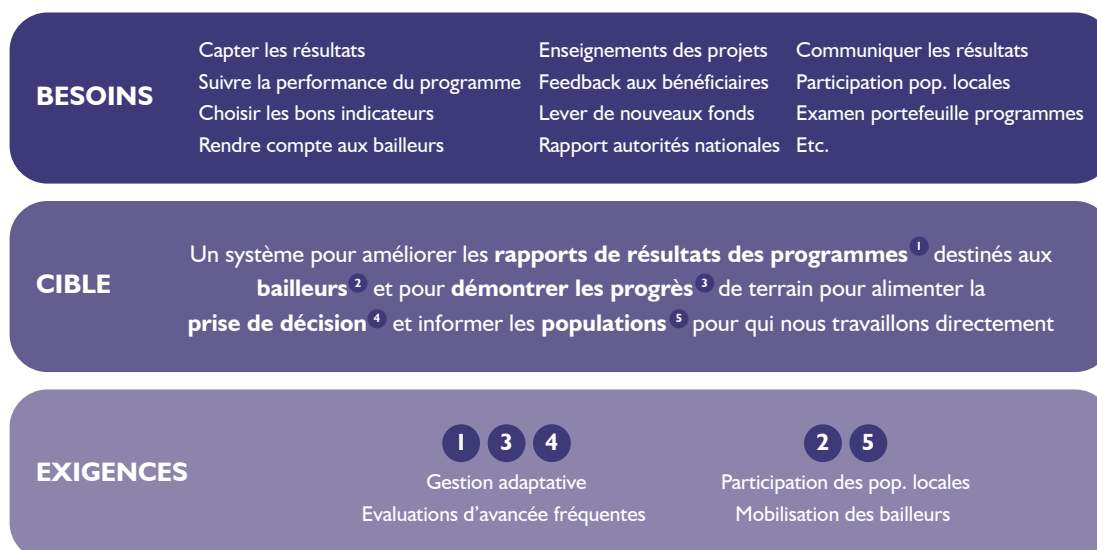 BESOINS
Capter les résultats
Suivre la performance du programme
Choisir les bons indicateurs
Rendre compte aux bailleurs
Enseignements des projets
Feedback aux bénéficiaires
Lever de nouveaux fonds
Rapport autorités nationales
Communiquer les résultats
Participation pop. locales
Examen portefeuille programmes
Etc.
CIBLE
Un système pour améliorer les rapports de résultats des programmes 1 destinés aux
bailleurs 2 et pour démontrer les progrès 3 de terrain pour alimenter la
prise de décision 4 et informer les populations 5 pour qui nous travaillons directement
EXIGENCES
1 3 4
Gestion adaptative
Evaluations d’avancée fréquentes
2 5
Participation des pop. locales
Mobilisation des bailleurs